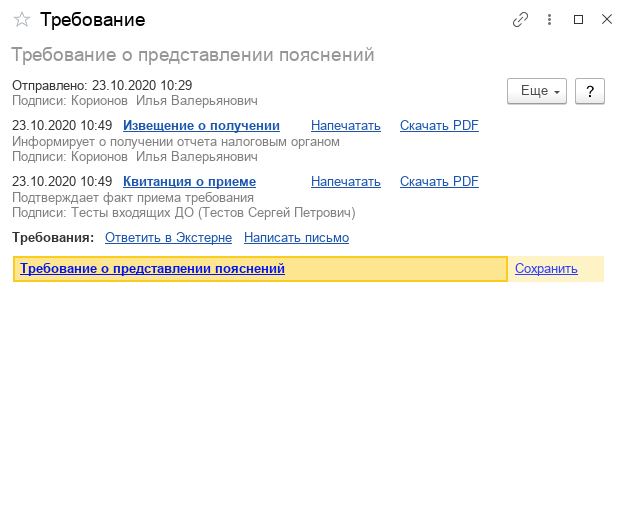 Требование
Требование о представлении пояснений
Отправлено: 23.10.2020 10:29
Подписи: Корионов  Илья Валерьянович
Еще
?
23.10.2020 10:49 Извещение о получении Напечатать Скачать PDF
Информирует о получении отчета налоговым органом
Подписи: Корионов  Илья Валерьянович
23.10.2020 10:49 Квитанция о приеме Напечатать Скачать PDF
Подтверждает факт приема требования
Подписи: Тесты входящих ДО (Тестов Сергей Петрович)
Требования: Ответить в Экстерне Написать письмо
Требование о представлении пояснений Сохранить